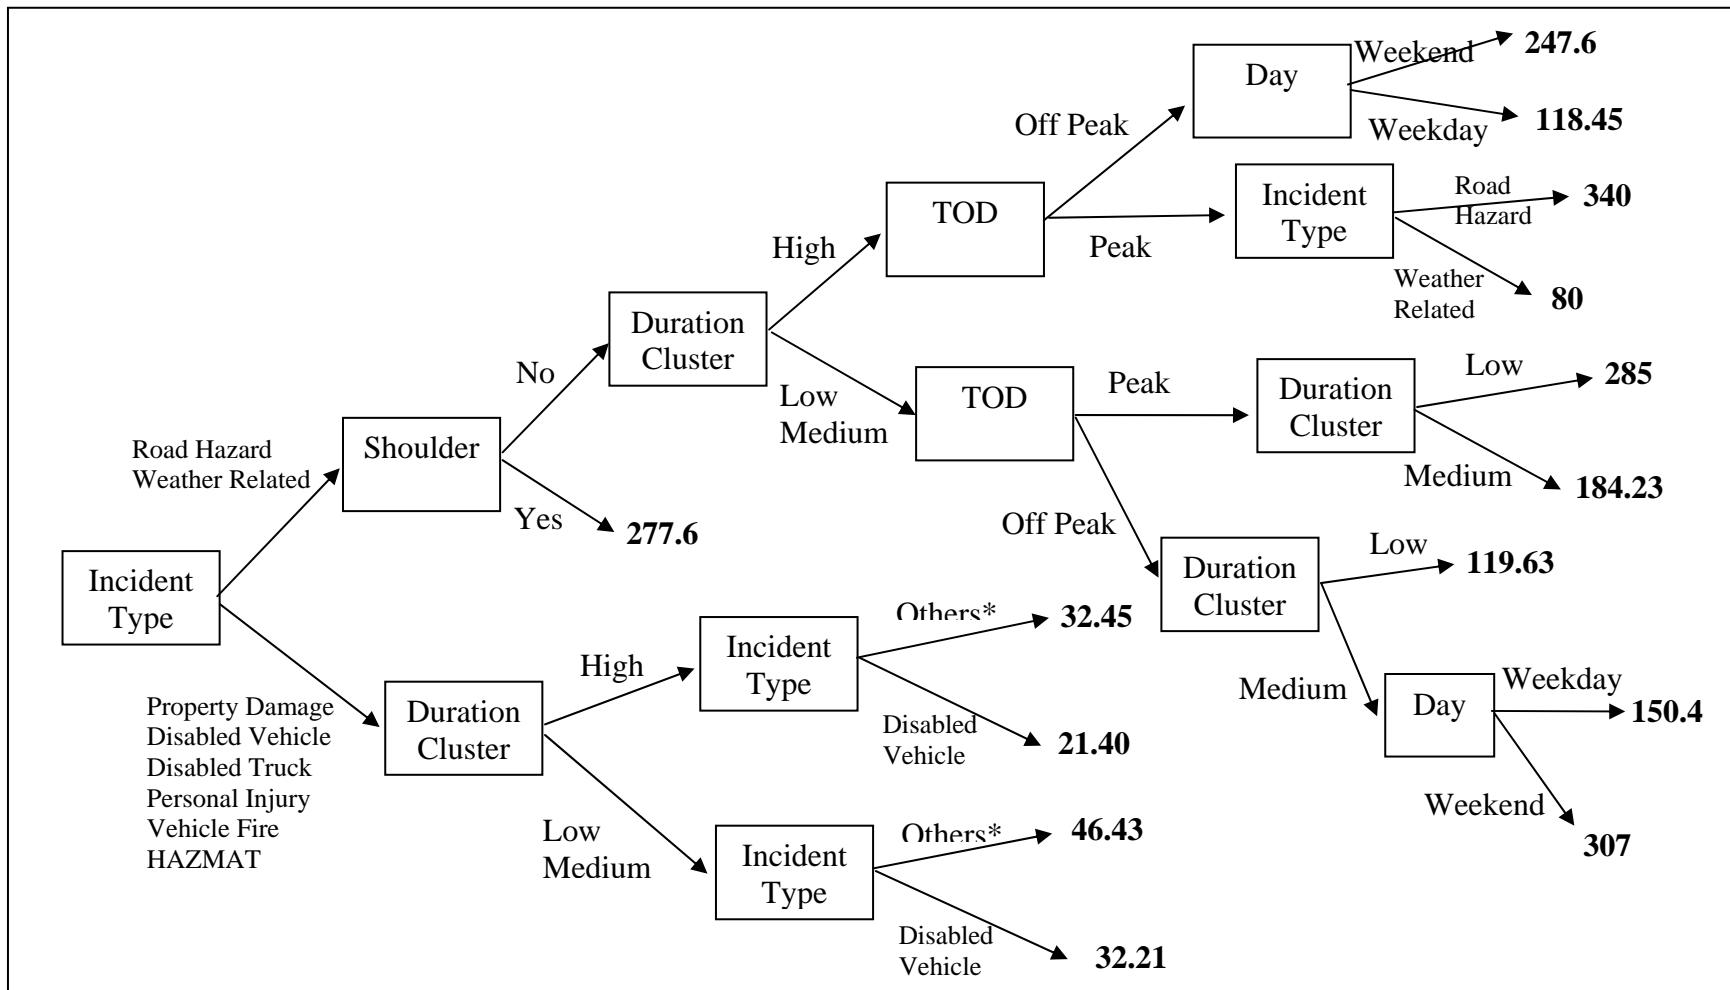 Weekend
247.6
Day
Off Peak
Weekday
118.45
TOD
Incident
Type
Road
Hazard
340
High
Peak
Weather
Related
80
Duration
Cluster
No
Low
Medium
TOD
Peak
Duration
Cluster
Low
285
Medium
184.23
Road Hazard
Weather Related
Shoulder
Yes
277.6
Off Peak
Duration
Cluster
Low
119.63
Incident
Type
Medium
Day
Weekday
150.4
Weekend
307
Property Damage
Disabled Vehicle
Disabled Truck
Personal Injury
Vehicle Fire
HAZMAT
Duration
Cluster
High
Incident
Type
Others*
32.45
Disabled
Vehicle
21.40
Low
Medium
Incident
Type
Others*
46.43
Disabled
Vehicle
32.21